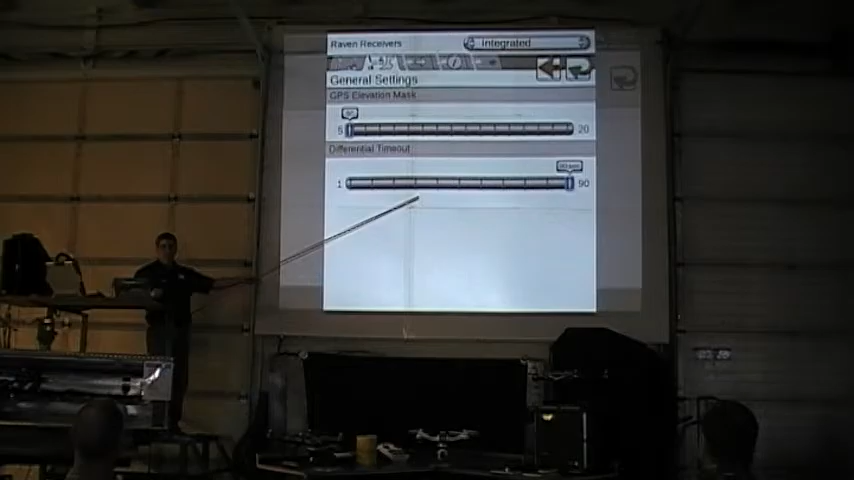 Raven Receivers
Integrated
General Settings
GPS Elevation Mask
5
20
Differential Timeout
1
90